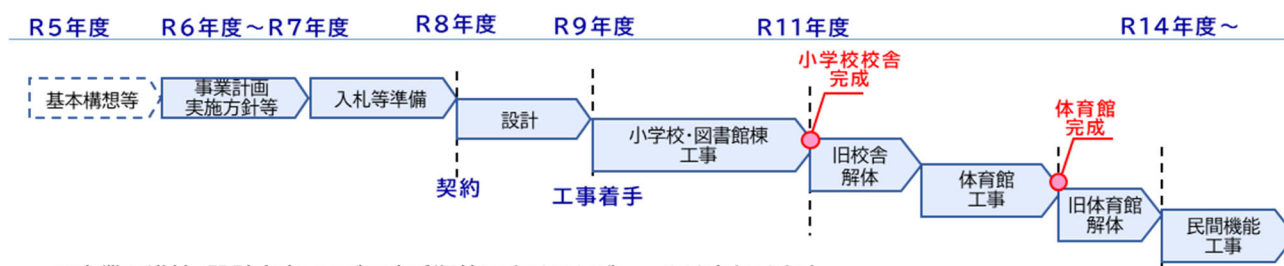 R5年度
R6年度～R7年度
R8年度
R9年度
R11年度
R14年度～
小学校校舎
完成
体育館
完成
基本構想等
事業計画
実施方針等
入札等準備
設計
小学校・図書館棟
工事
旧校舎
解体
体育館
工事
旧体育館
解体
民間機能
工事
契約
工事着手